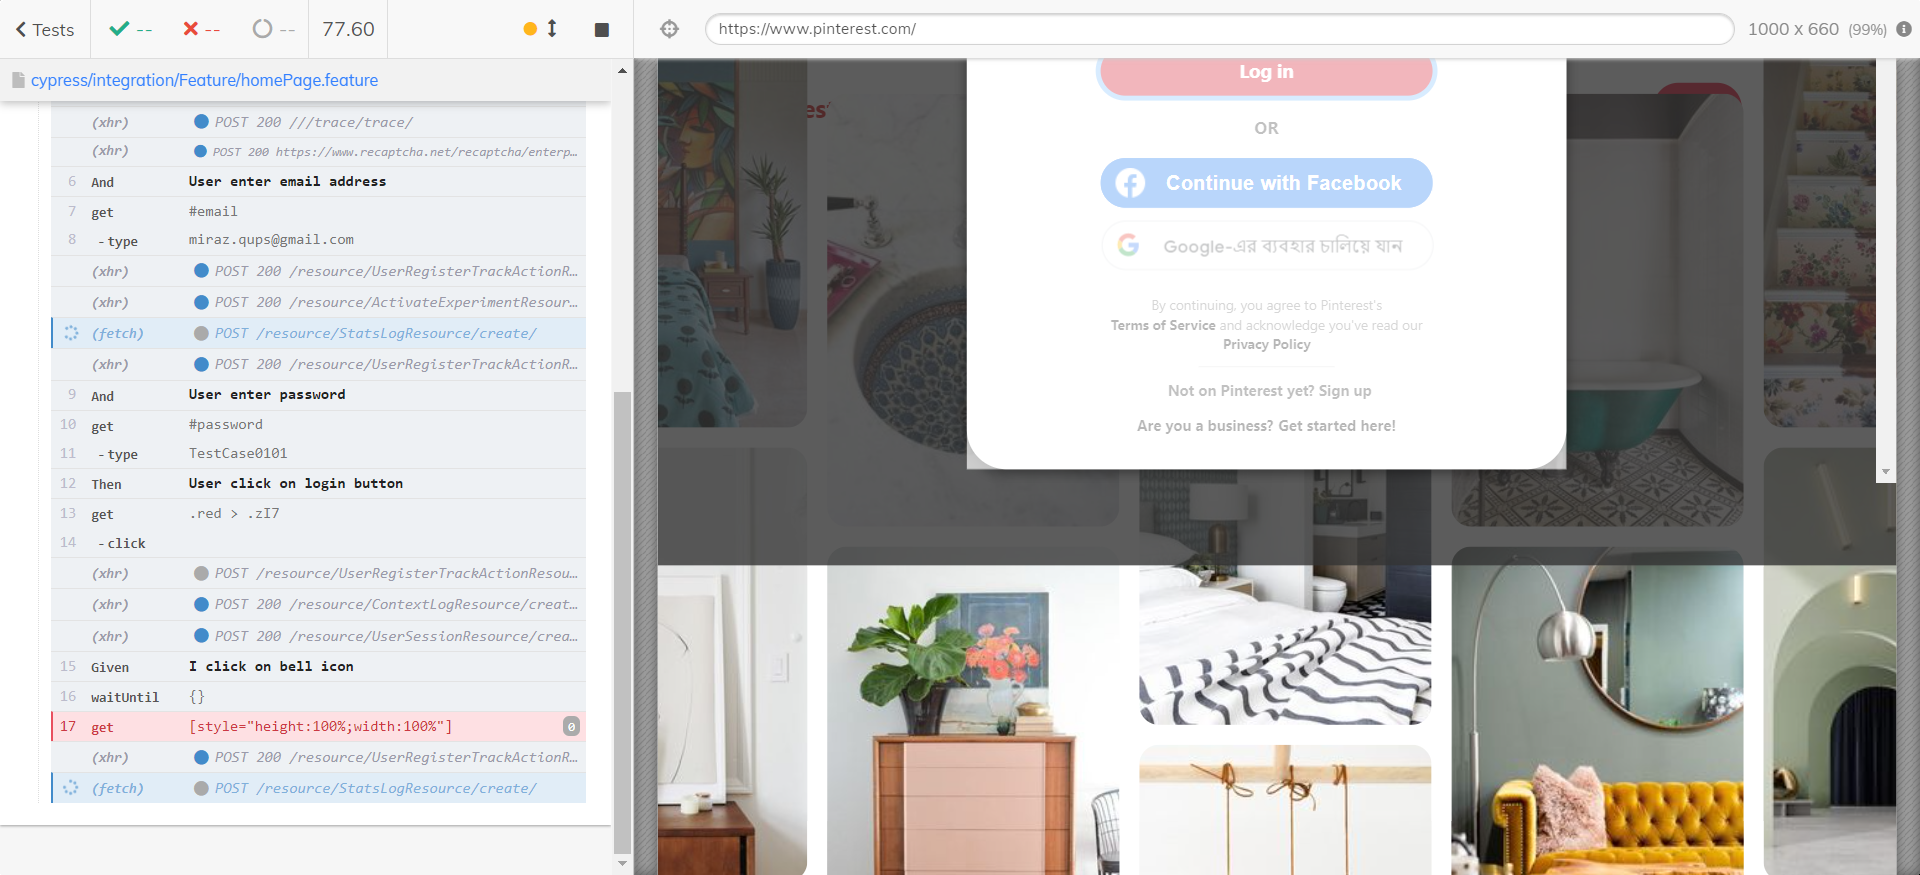 Tests
--
--
--
77.60
https://www.pinterest.com/
1000 x 660 (99%)
cypress/integration/Feature/homePage.feature
(xhr) POST 200 ///trace/trace/
(xhr) POST 200 https://www.recaptcha.net/recaptcha/enterp…
6 And User enter email address
7 get #email
8 -type miraz.qups@gmail.com
(xhr) POST 200 /resource/UserRegisterTrackActionR…
(xhr) POST 200 /resource/ActivateExperimentResour…
(fetch) POST /resource/StatsLogResource/create/
(xhr) POST 200 /resource/UserRegisterTrackActionR…
9 And User enter password
10 get #password
11 -type TestCase0101
12 Then User click on login button
13 get .red > .zI7
14 -click
(xhr) POST /resource/UserRegisterTrackActionResou…
(xhr) POST 200 /resource/ContextLogResource/creat…
(xhr) POST 200 /resource/UserSessionResource/crea…
15 Given I click on bell icon
16 waitUntil {}
17 get [style="height:100%;width:100%"] 0
(xhr) POST 200 /resource/UserRegisterTrackActionR…
(fetch) POST /resource/StatsLogResource/create/
Log in
OR
Continue with Facebook
Google-এর ব্যবহার চালিয়ে যান
By continuing, you agree to Pinterest's
Terms of Service and acknowledge you've read our
Privacy Policy
Not on Pinterest yet? Sign up
Are you a business? Get started here!